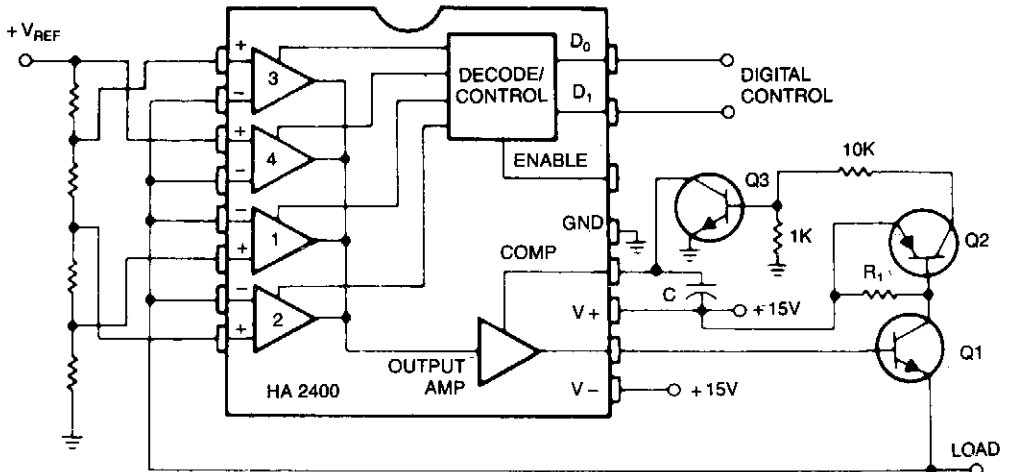 + V_REF
+
3
−
+
4
−
−
1
+
−
2
+
DECODE/
CONTROL
D₀
D₁
DIGITAL
CONTROL
ENABLE
GND
COMP
V +
V −
OUTPUT
AMP
HA 2400
Q3
10K
1K
Q2
R₁
C
+ 15V
Q1
+ 15V
LOAD